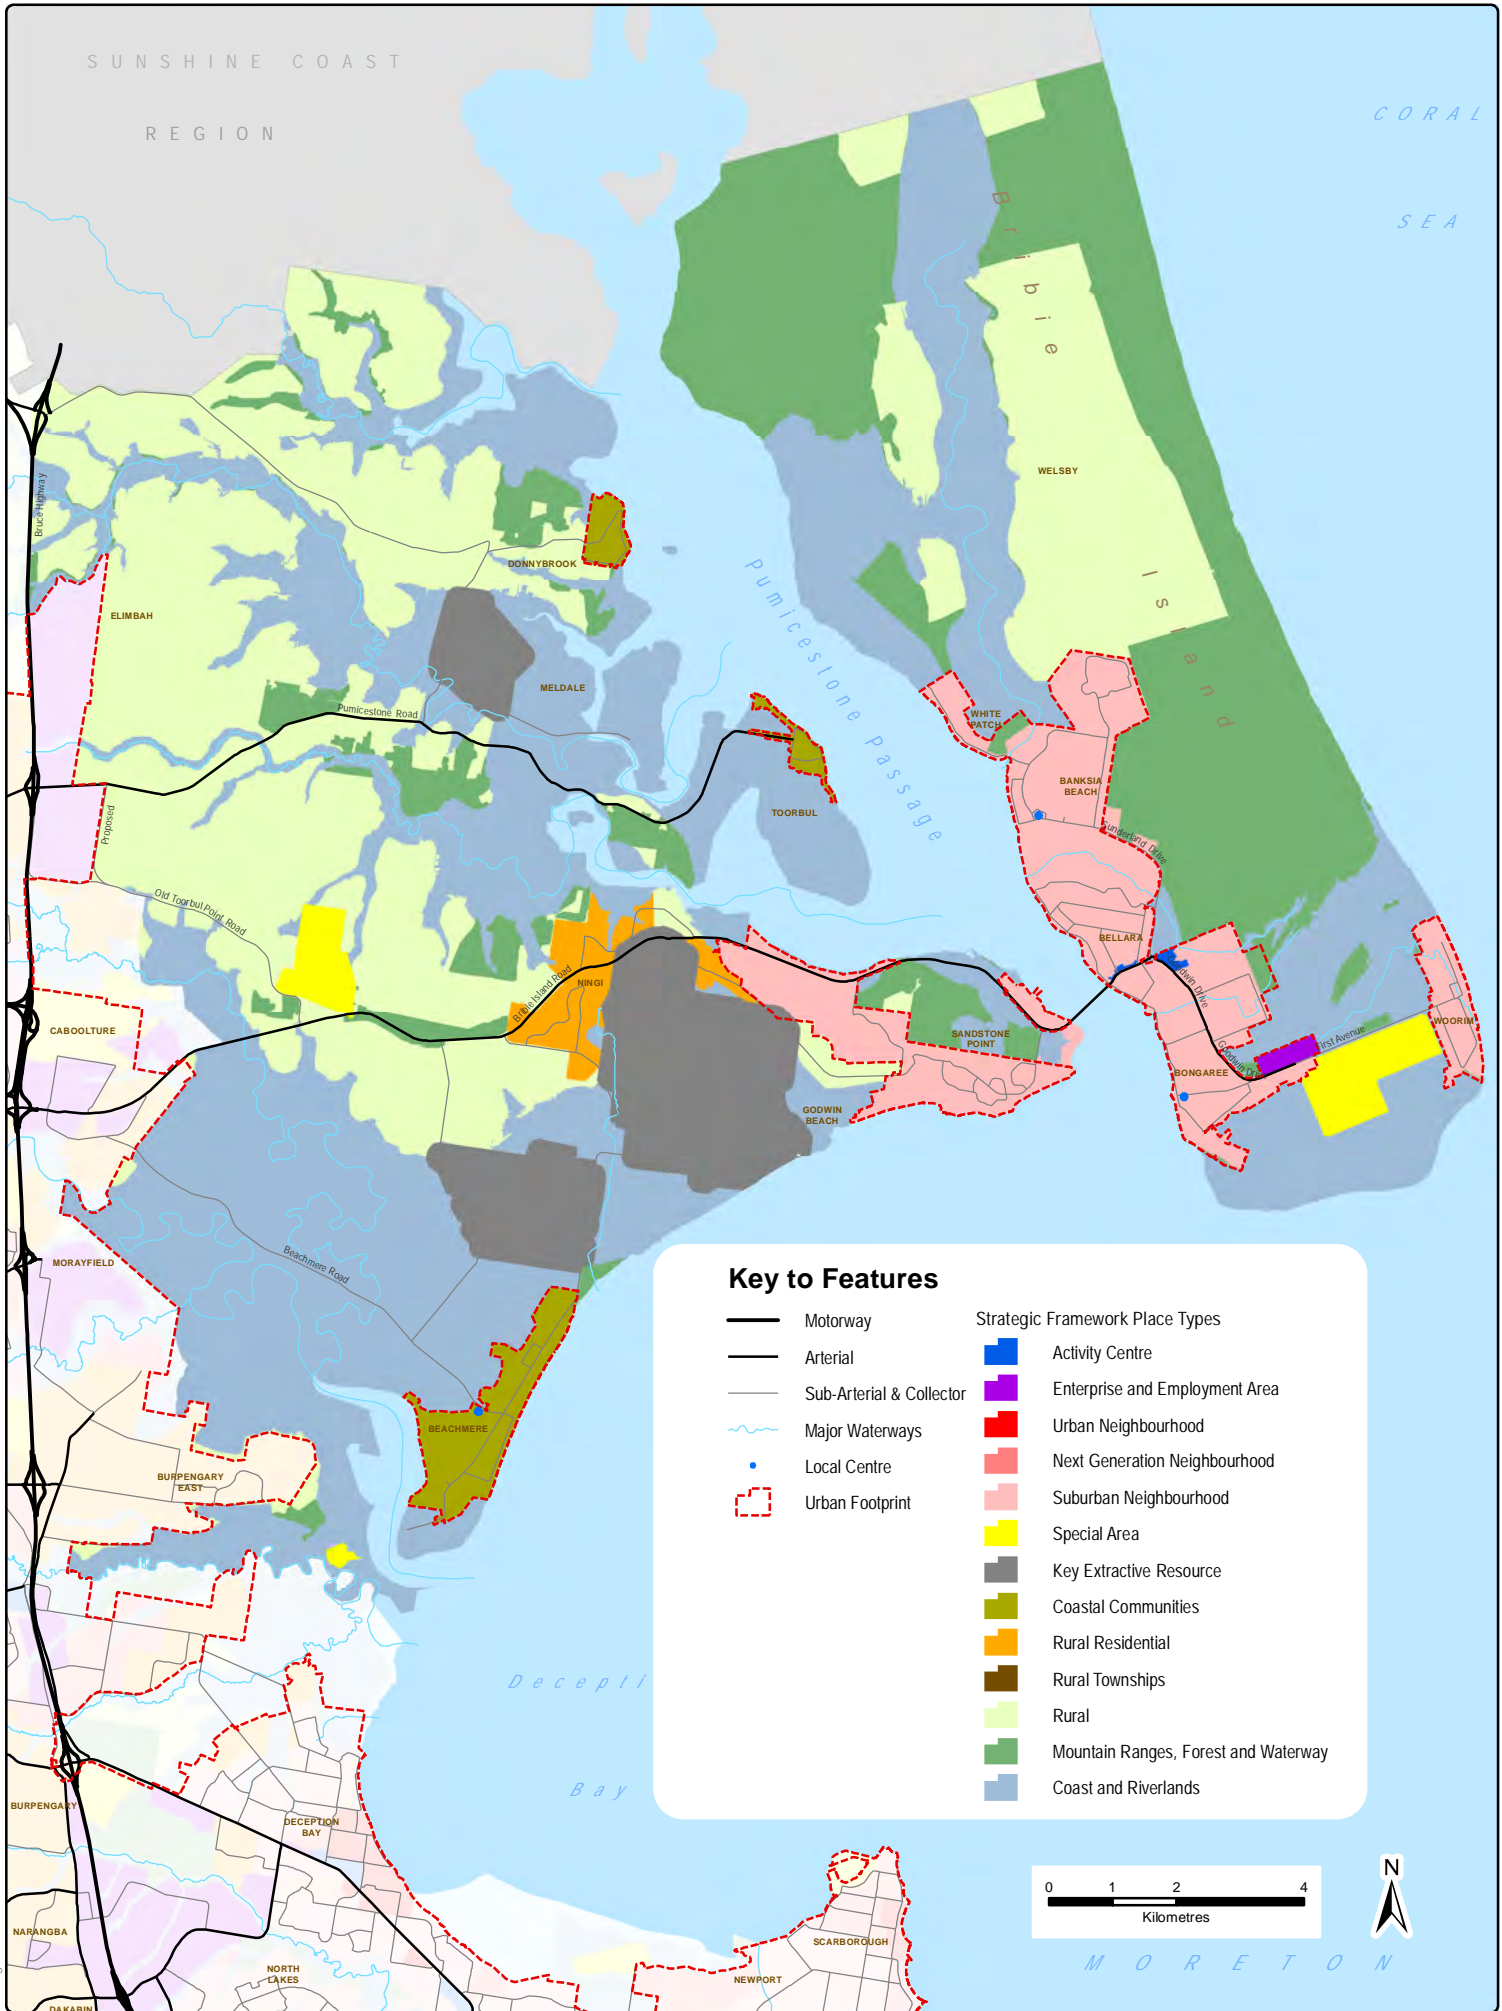 SUNSHINE COAST
REGION
CORAL
SEA
Bribie
Island
WELSBY
Bruce Highway
DONNYBROOK
ELIMBAH
Pumicestone Passage
MELDALE
Pumicestone Road
WHITE
PATCH
BANKSIA
BEACH
TOORBUL
Proposed
Sunderland Drive
Old Toorbul Point Road
BELLARA
Goodwin Drive
NINGI
Bribie Island Road
CABOOLTURE
SANDSTONE
POINT
WOORIM
First Avenue
Goodwin Drive
BONGAREE
GODWIN
BEACH
MORAYFIELD
Beachmere Road
BEACHMERE
BURPENGARY
EAST
Key to Features
Motorway
Arterial
Sub-Arterial & Collector
Major Waterways
Local Centre
Urban Footprint
Strategic Framework Place Types
Activity Centre
Enterprise and Employment Area
Urban Neighbourhood
Next Generation Neighbourhood
Suburban Neighbourhood
Special Area
Key Extractive Resource
Coastal Communities
Rural Residential
Rural Townships
Rural
Mountain Ranges, Forest and Waterway
Coast and Riverlands
Decepti
Bay
BURPENGARY
DECEPTION
BAY
NARANGBA
NORTH
LAKES
DAKABIN
SCARBOROUGH
NEWPORT
0 1 2 4
Kilometres
N
MORETON